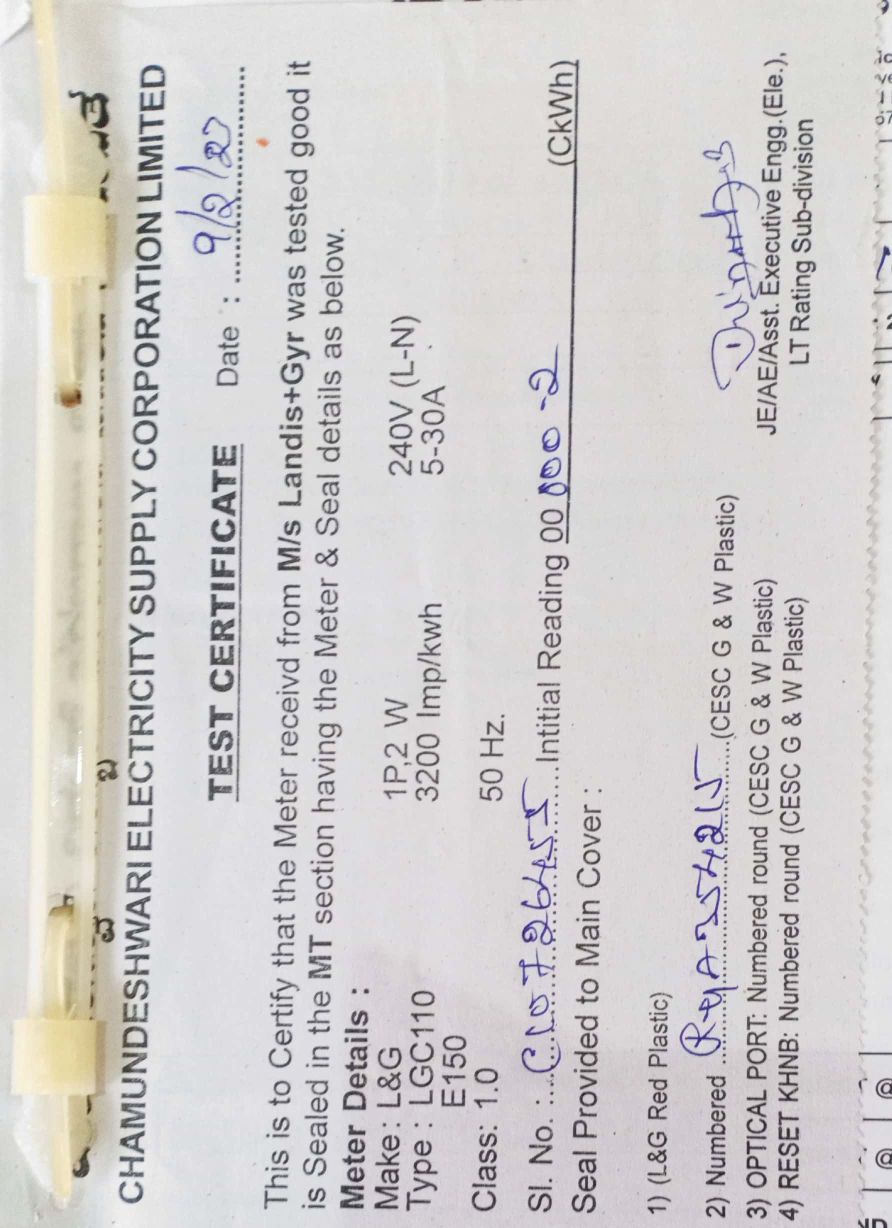 CHAMUNDESHWARI ELECTRICITY SUPPLY CORPORATION LIMITED
TEST CERTIFICATE Date : 9/2/23
This is to Certify that the Meter receivd from M/s Landis+Gyr was tested good it
is Sealed in the MT section having the Meter & Seal details as below.
Meter Details :
Make : L&G 1P,2 W 240V (L-N)
Type : LGC110 3200 Imp/kwh 5-30A
E150
Class: 1.0 50 Hz.
Sl. No. : C10726455 Intitial Reading 00 000-2 (CkWh)
Seal Provided to Main Cover :
1) (L&G Red Plastic)
2) Numbered (CESC G & W Plastic)
3) OPTICAL PORT: Numbered round (CESC G & W Plastic)
4) RESET KHNB: Numbered round (CESC G & W Plastic)
JE/AE/Asst. Executive Engg.(Ele.),
LT Rating Sub-division